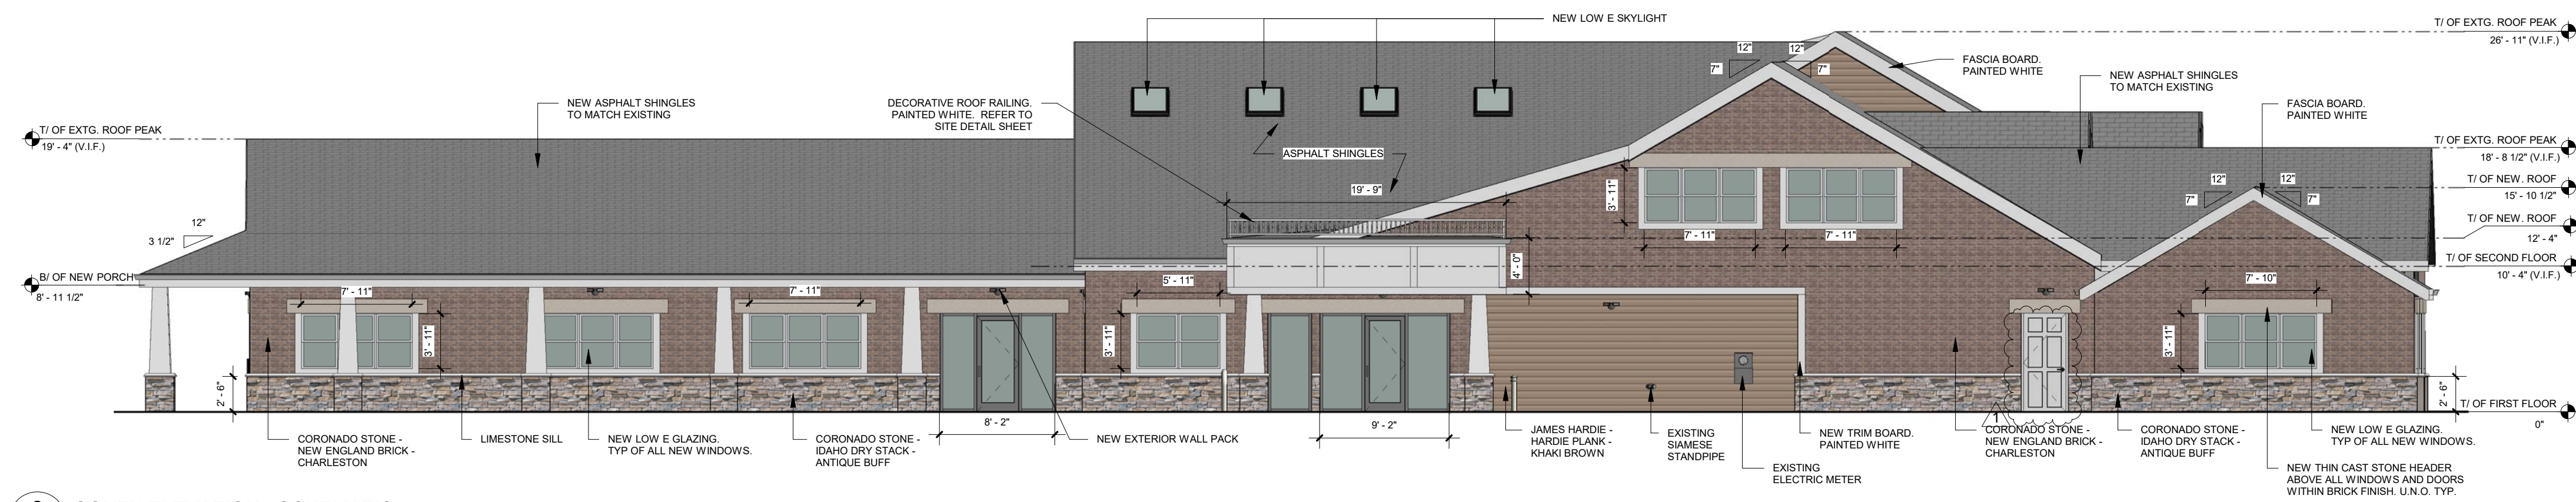 NEW LOW E SKYLIGHT
T/ OF EXTG. ROOF PEAK
26' - 11" (V.I.F.)
12"
12"
7"
7"
FASCIA BOARD.
PAINTED WHITE
NEW ASPHALT SHINGLES
TO MATCH EXISTING
NEW ASPHALT SHINGLES
TO MATCH EXISTING
DECORATIVE ROOF RAILING.
PAINTED WHITE. REFER TO
SITE DETAIL SHEET
FASCIA BOARD.
PAINTED WHITE
T/ OF EXTG. ROOF PEAK
19' - 4" (V.I.F.)
ASPHALT SHINGLES
T/ OF EXTG. ROOF PEAK
18' - 8 1/2" (V.I.F.)
19' - 9"
3' - 11"
12"
12"
7"
7"
T/ OF NEW. ROOF
15' - 10 1/2"
12"
3 1/2"
T/ OF NEW. ROOF
12' - 4"
7' - 11"
7' - 11"
4' - 0"
T/ OF SECOND FLOOR
10' - 4" (V.I.F.)
B/ OF NEW PORCH
8' - 11 1/2"
7' - 11"
7' - 11"
5' - 11"
7' - 10"
3' - 11"
3' - 11"
3' - 11"
2' - 6"
2' - 6"
T/ OF FIRST FLOOR
0"
1
8' - 2"
9' - 2"
CORONADO STONE -
NEW ENGLAND BRICK -
CHARLESTON
LIMESTONE SILL
NEW LOW E GLAZING.
TYP OF ALL NEW WINDOWS.
CORONADO STONE -
IDAHO DRY STACK -
ANTIQUE BUFF
NEW EXTERIOR WALL PACK
JAMES HARDIE -
HARDIE PLANK -
KHAKI BROWN
EXISTING
SIAMESE
STANDPIPE
EXISTING
ELECTRIC METER
NEW TRIM BOARD.
PAINTED WHITE
CORONADO STONE -
NEW ENGLAND BRICK -
CHARLESTON
CORONADO STONE -
IDAHO DRY STACK -
ANTIQUE BUFF
NEW LOW E GLAZING.
TYP OF ALL NEW WINDOWS.
NEW THIN CAST STONE HEADER
ABOVE ALL WINDOWS AND DOORS
WITHIN BRICK FINISH. U.N.O. TYP.